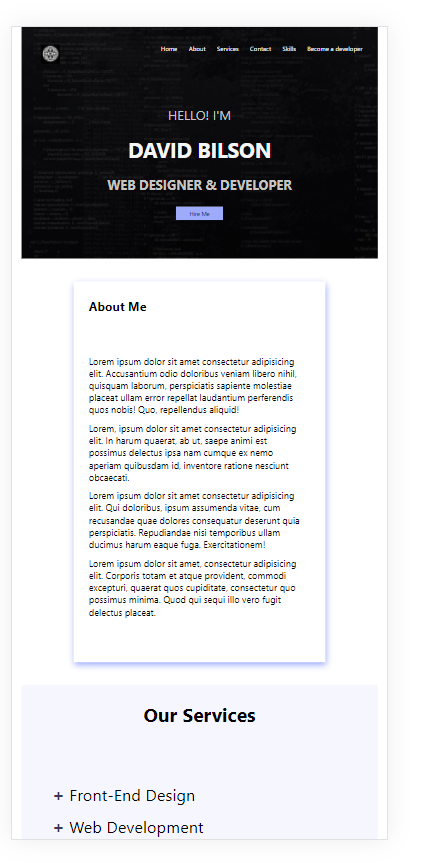 Home About Services Contact Skills Become a developer
HELLO! I'M
DAVID BILSON
WEB DESIGNER & DEVELOPER
Hire Me
About Me
Lorem ipsum dolor sit amet consectetur adipisicing
elit. Accusantium odio doloribus veniam libero nihil,
quisquam laborum, perspiciatis sapiente molestiae
placeat ullam error repellat laudantium perferendis
quos nobis! Quo, repellendus aliquid!
Lorem, ipsum dolor sit amet consectetur adipisicing
elit. In harum quaerat, ab ut, saepe animi est
possimus delectus ipsa nam cumque ex nemo
aperiam quibusdam id, inventore ratione nesciunt
obcaecati.
Lorem ipsum dolor sit amet consectetur adipisicing
elit. Qui doloribus, ipsum assumenda vitae, cum
recusandae quae dolores consequatur deserunt quia
perspiciatis. Repudiandae nisi temporibus ullam
ducimus harum eaque fuga. Exercitationem!
Lorem ipsum dolor sit amet, consectetur adipisicing
elit. Corporis totam et atque provident, commodi
excepturi, quaerat quos cupiditate, consectetur quo
possimus minima. Quod qui sequi illo vero fugit
delectus placeat.
Our Services
+ Front-End Design
+ Web Development